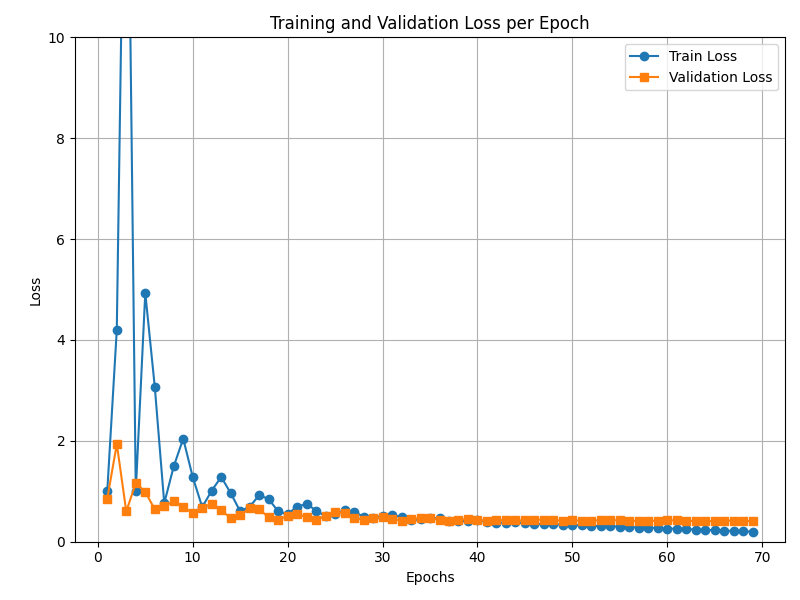 Training and Validation Loss per Epoch
Train Loss
Validation Loss
10
8
6
4
2
0
Loss
0 10 20 30 40 50 60 70
Epochs